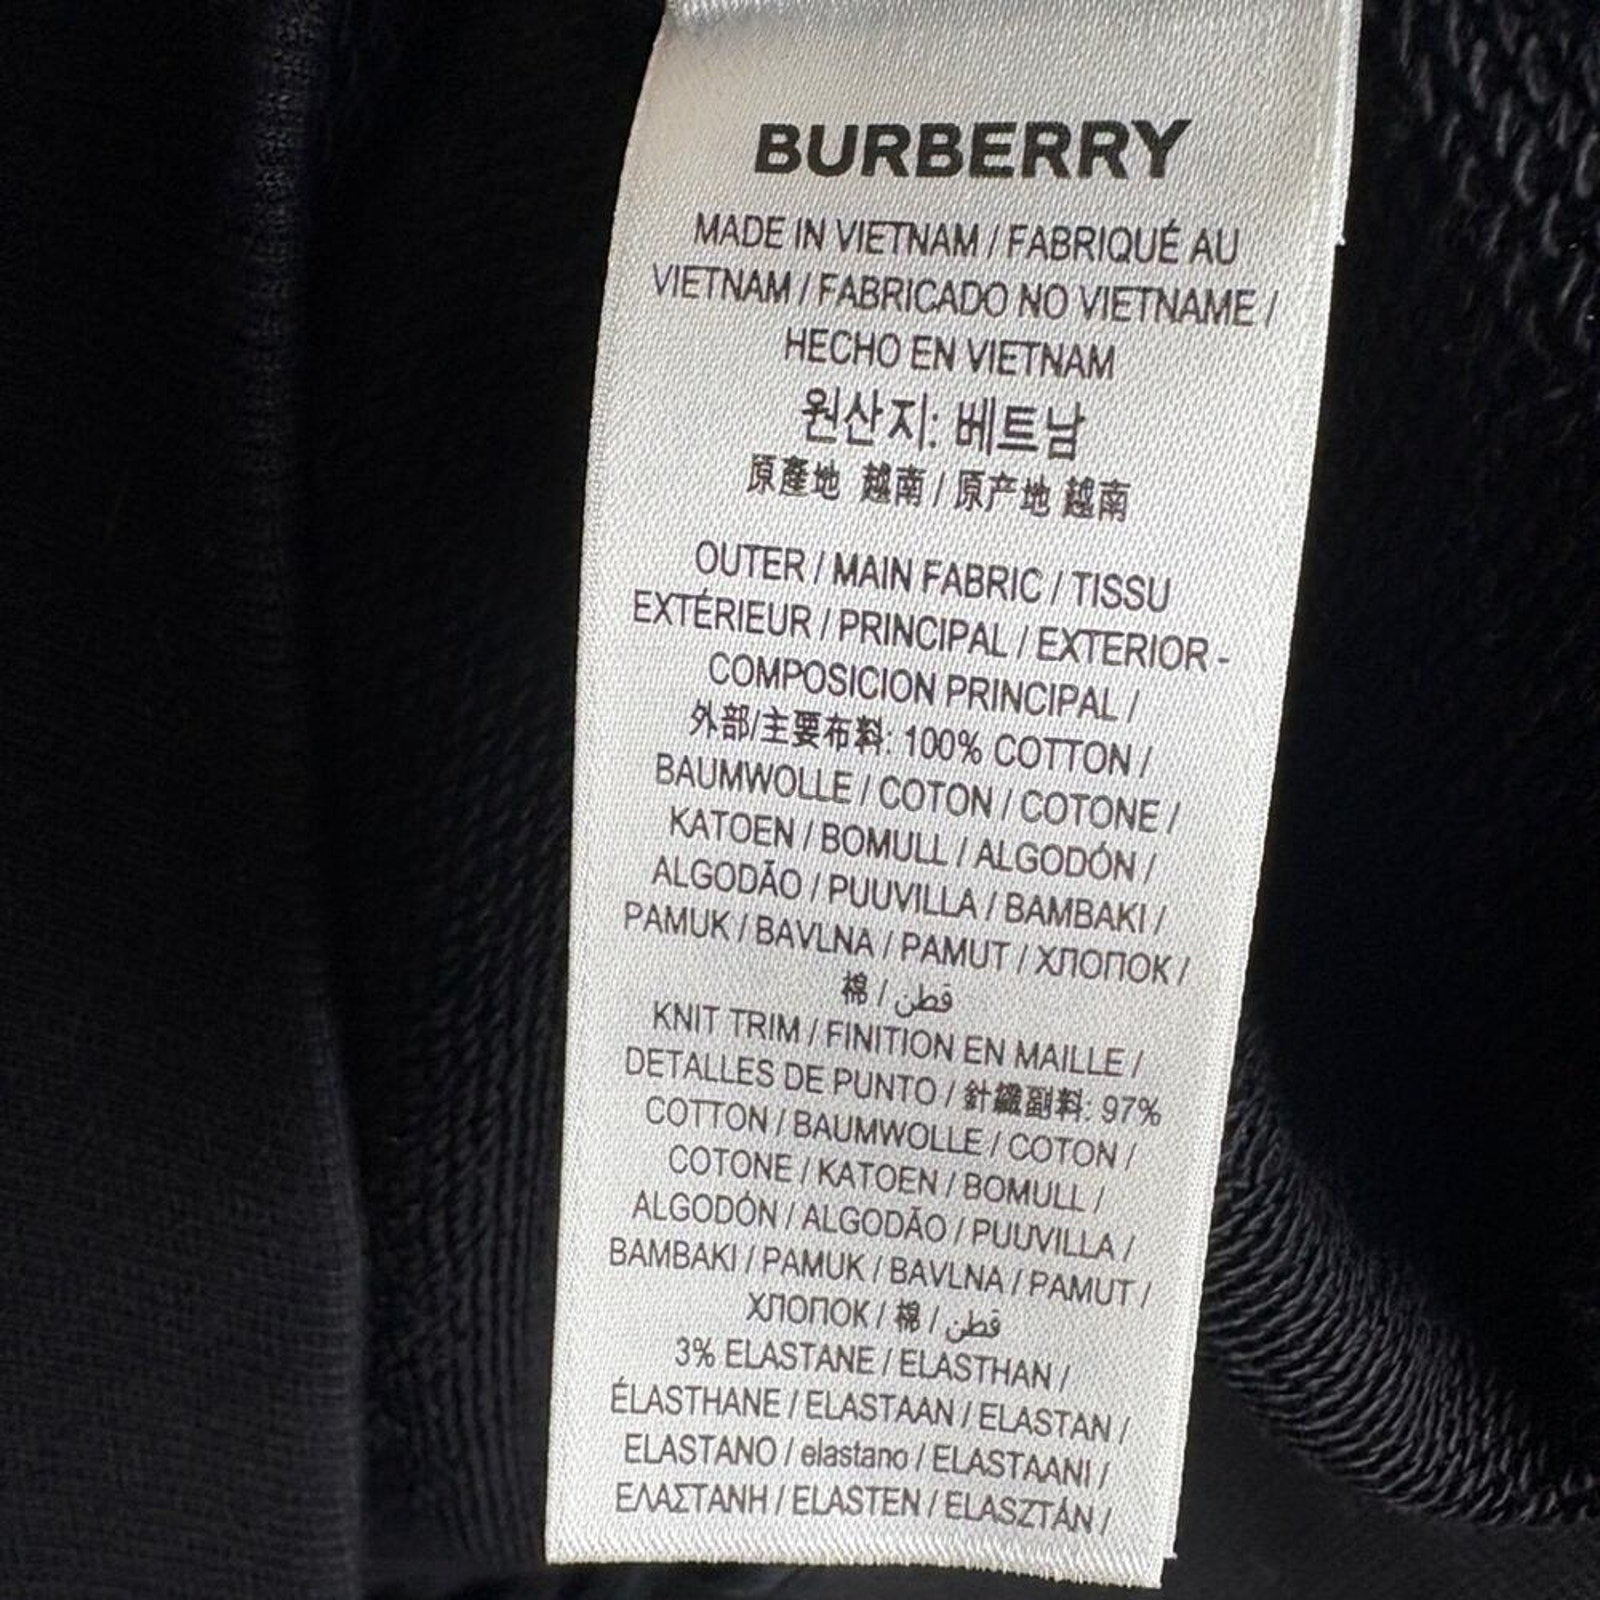 BURBERRY
MADE IN VIETNAM / FABRIQUÉ AU
VIETNAM / FABRICADO NO VIETNAME /
HECHO EN VIETNAM
원산지: 베트남
原產地 越南 / 原产地 越南
OUTER / MAIN FABRIC / TISSU
EXTÉRIEUR / PRINCIPAL / EXTERIOR -
COMPOSICION PRINCIPAL /
外部/主要布料: 100% COTTON /
BAUMWOLLE / COTON / COTONE /
KATOEN / BOMULL / ALGODÓN /
ALGODÃO / PUUVILLA / BAMBAKI /
PAMUK / BAVLNA / PAMUT / ХЛОПОК /
棉 / قطن
KNIT TRIM / FINITION EN MAILLE /
DETALLES DE PUNTO / 針織副料: 97%
COTTON / BAUMWOLLE / COTON /
COTONE / KATOEN / BOMULL /
ALGODÓN / ALGODÃO / PUUVILLA /
BAMBAKI / PAMUK / BAVLNA / PAMUT /
ХЛОПОК / 棉 / قطن
3% ELASTANE / ELASTHAN /
ÉLASTHANE / ELASTAAN / ELASTAN /
ELASTANO / elastano / ELASTAANI /
ΕΛΑΣΤΑΝΗ / ELASTEN / ELASZTÁN /